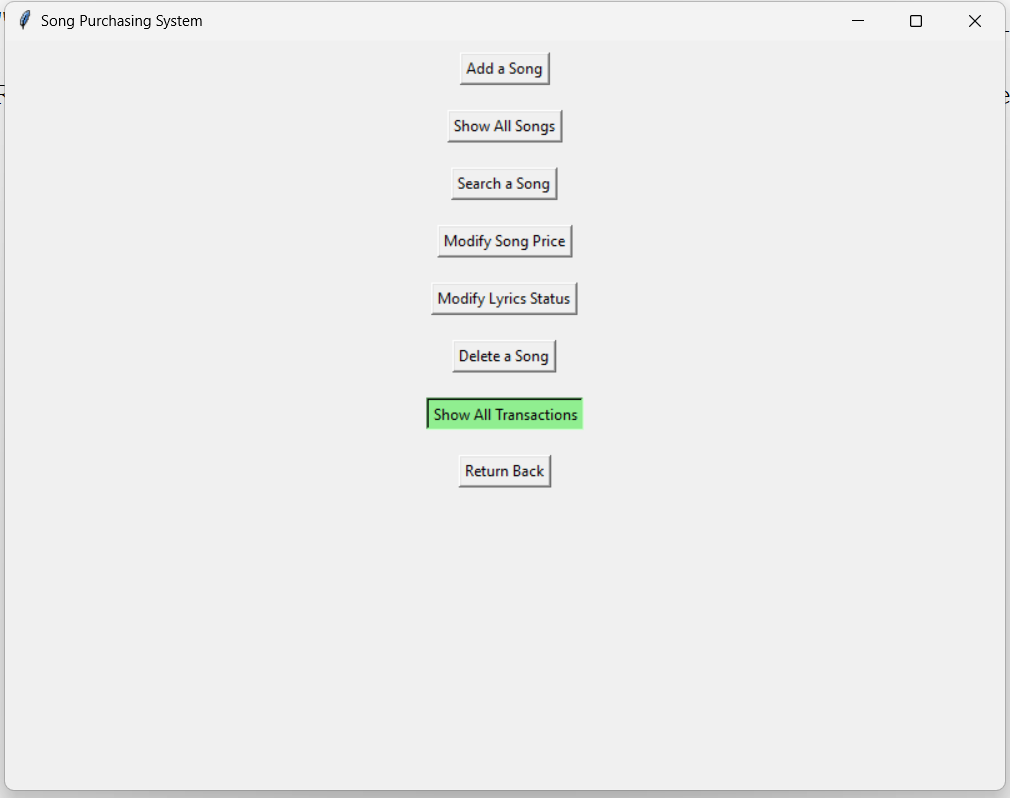 Song Purchasing System
Add a Song
Show All Songs
Search a Song
Modify Song Price
Modify Lyrics Status
Delete a Song
Show All Transactions
Return Back